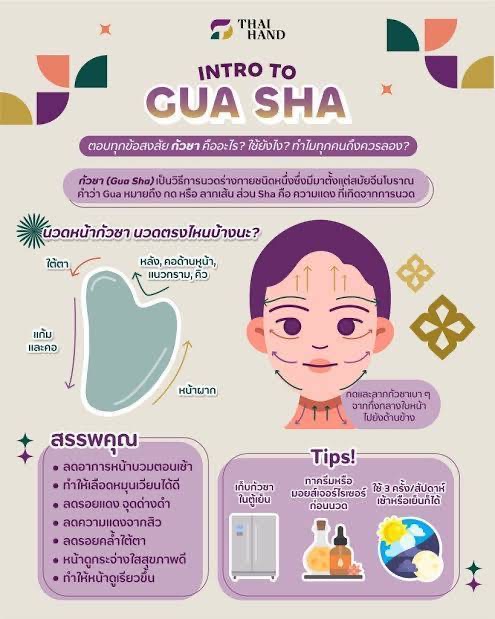 THAI
HAND
INTRO TO
GUA SHA
ตอบทุกข้อสงสัย กัวซา คืออะไร? ใช้ยังไง? ทำไมทุกคนถึงควรลอง?
กัวซา (Gua Sha) เป็นวิธีการนวดร่างกายชนิดหนึ่งซึ่งมีมาตั้งแต่สมัยจีนโบราณ
คำว่า Gua หมายถึง กด หรือ ลากเส้น ส่วน Sha คือ ความแดง ที่เกิดจากการนวด
นวดหน้ากัวซา นวดตรงไหนบ้างนะ?
ใต้ตา
หลัง, คอด้านหน้า,
แนวกราม, คิ้ว
แก้ม
และคอ
หน้าผาก
กดและลากกัวซาเบา ๆ
จากกึ่งกลางใบหน้า
ไปยังด้านข้าง
สรรพคุณ
• ลดอาการหน้าบวมตอนเช้า
• ทำให้เลือดหมุนเวียนได้ดี
• ลดรอยแดง จุดด่างดำ
• ลดความแดงจากสิว
• ลดรอยคล้ำใต้ตา
• หน้าดูกระจ่างใสสุขภาพดี
• ทำให้หน้าดูเรียวขึ้น
Tips!
เก็บกัวซา
ในตู้เย็น
ทาครีมหรือ
มอยส์เจอร์ไรเซอร์
ก่อนนวด
ใช้ 3 ครั้ง/สัปดาห์
เช้าหรือเย็นก็ได้